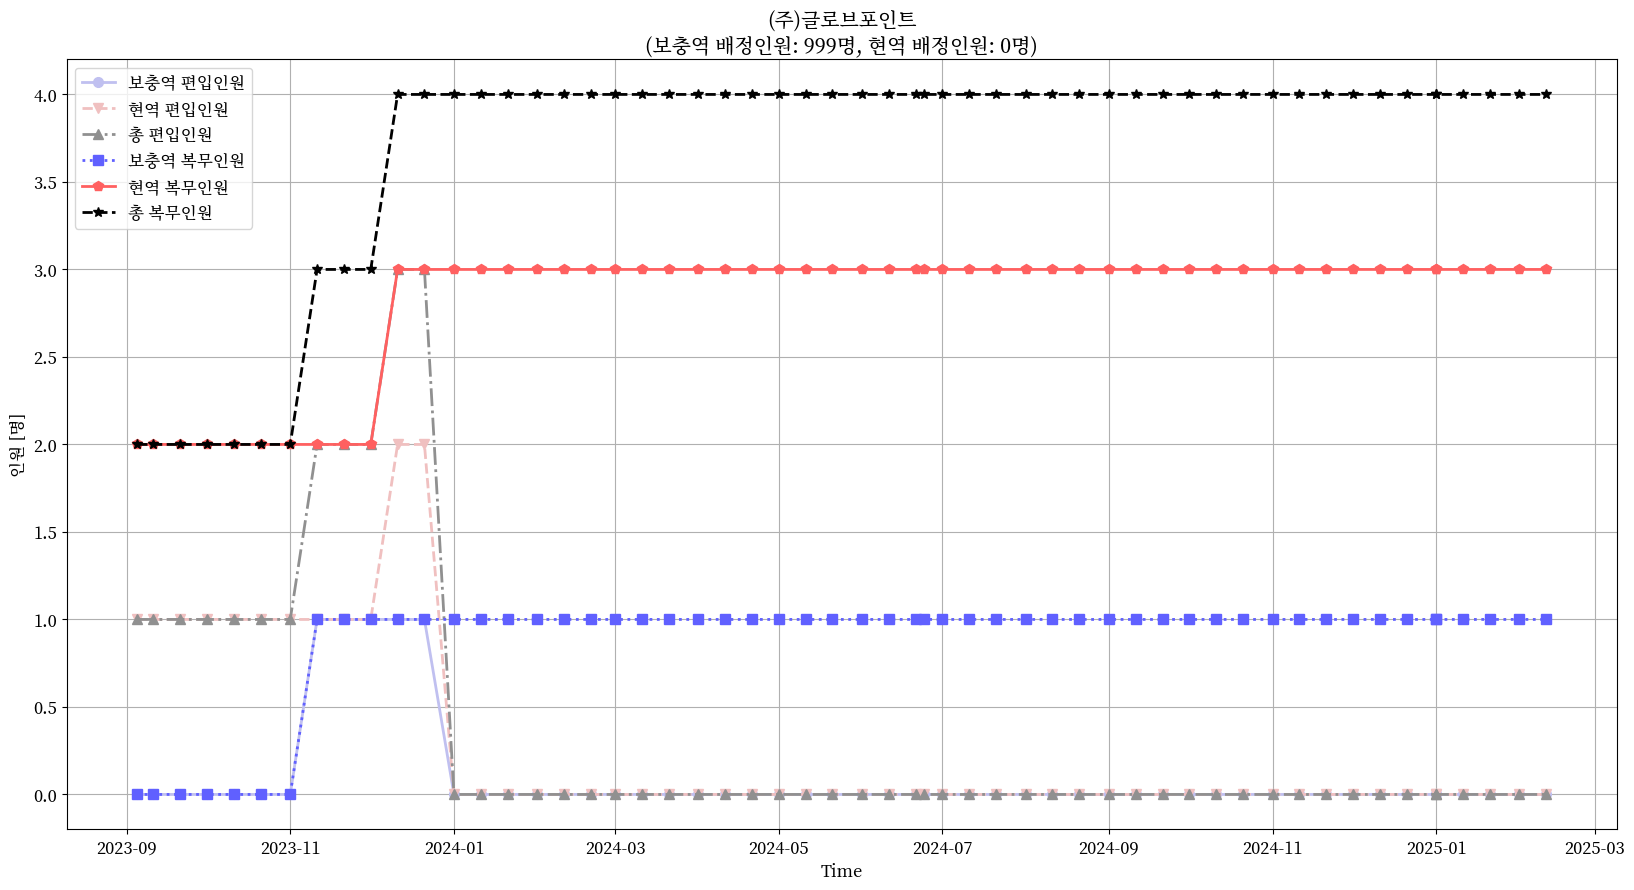 (주)글로브포인트
(보충역 배정인원: 999명, 현역 배정인원: 0명)
보충역 편입인원
현역 편입인원
총 편입인원
보충역 복무인원
현역 복무인원
총 복무인원
인원 [명]
4.0
3.5
3.0
2.5
2.0
1.5
1.0
0.5
0.0
2023-09 2023-11 2024-01 2024-03 2024-05 2024-07 2024-09 2024-11 2025-01 2025-03
Time